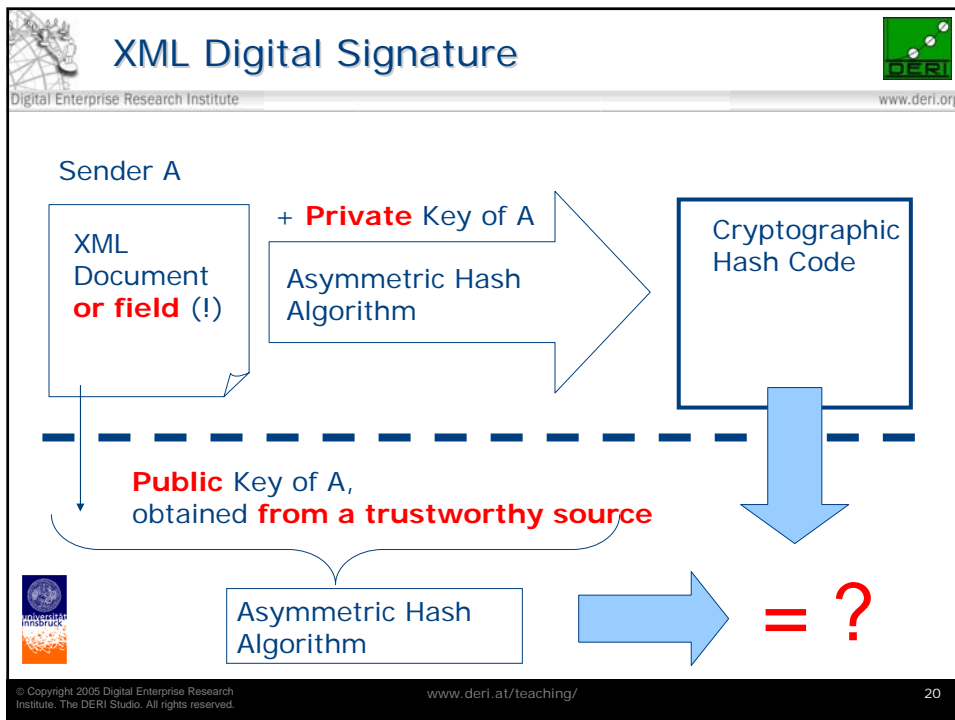 XML Digital Signature
DERI
Digital Enterprise Research Institute
www.deri.org
Sender A
XML
Document
or field (!)
+ Private Key of A
Asymmetric Hash
Algorithm
Cryptographic
Hash Code
Public Key of A,
obtained from a trustworthy source
Asymmetric Hash
Algorithm
= ?
universität
innsbruck
© Copyright 2005 Digital Enterprise Research
Institute. The DERI Studio. All rights reserved.
www.deri.at/teaching/
20